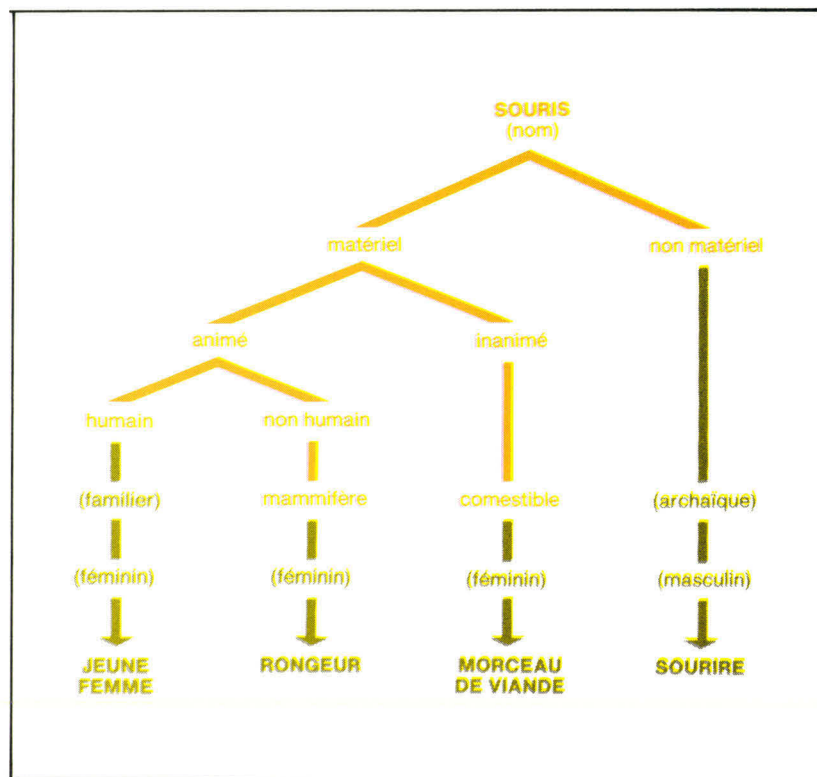 SOURIS
(nom)
matériel
non matériel
animé
inanimé
humain
non humain
(familier)
mammifère
comestible
(archaïque)
(féminin)
(féminin)
(féminin)
(masculin)
JEUNE
FEMME
RONGEUR
MORCEAU
DE VIANDE
SOURIRE